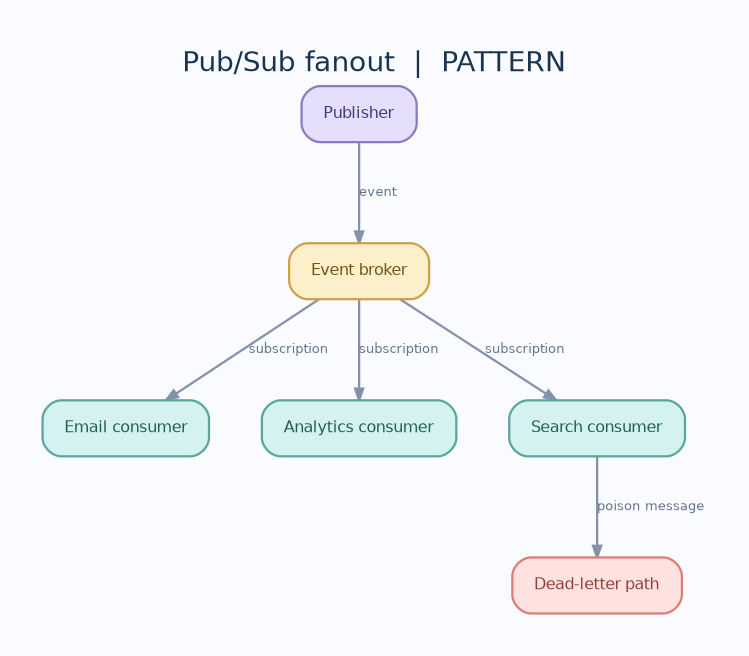 Pub/Sub fanout | PATTERN
Publisher
event
Event broker
subscription
subscription
subscription
Email consumer
Analytics consumer
Search consumer
poison message
Dead-letter path